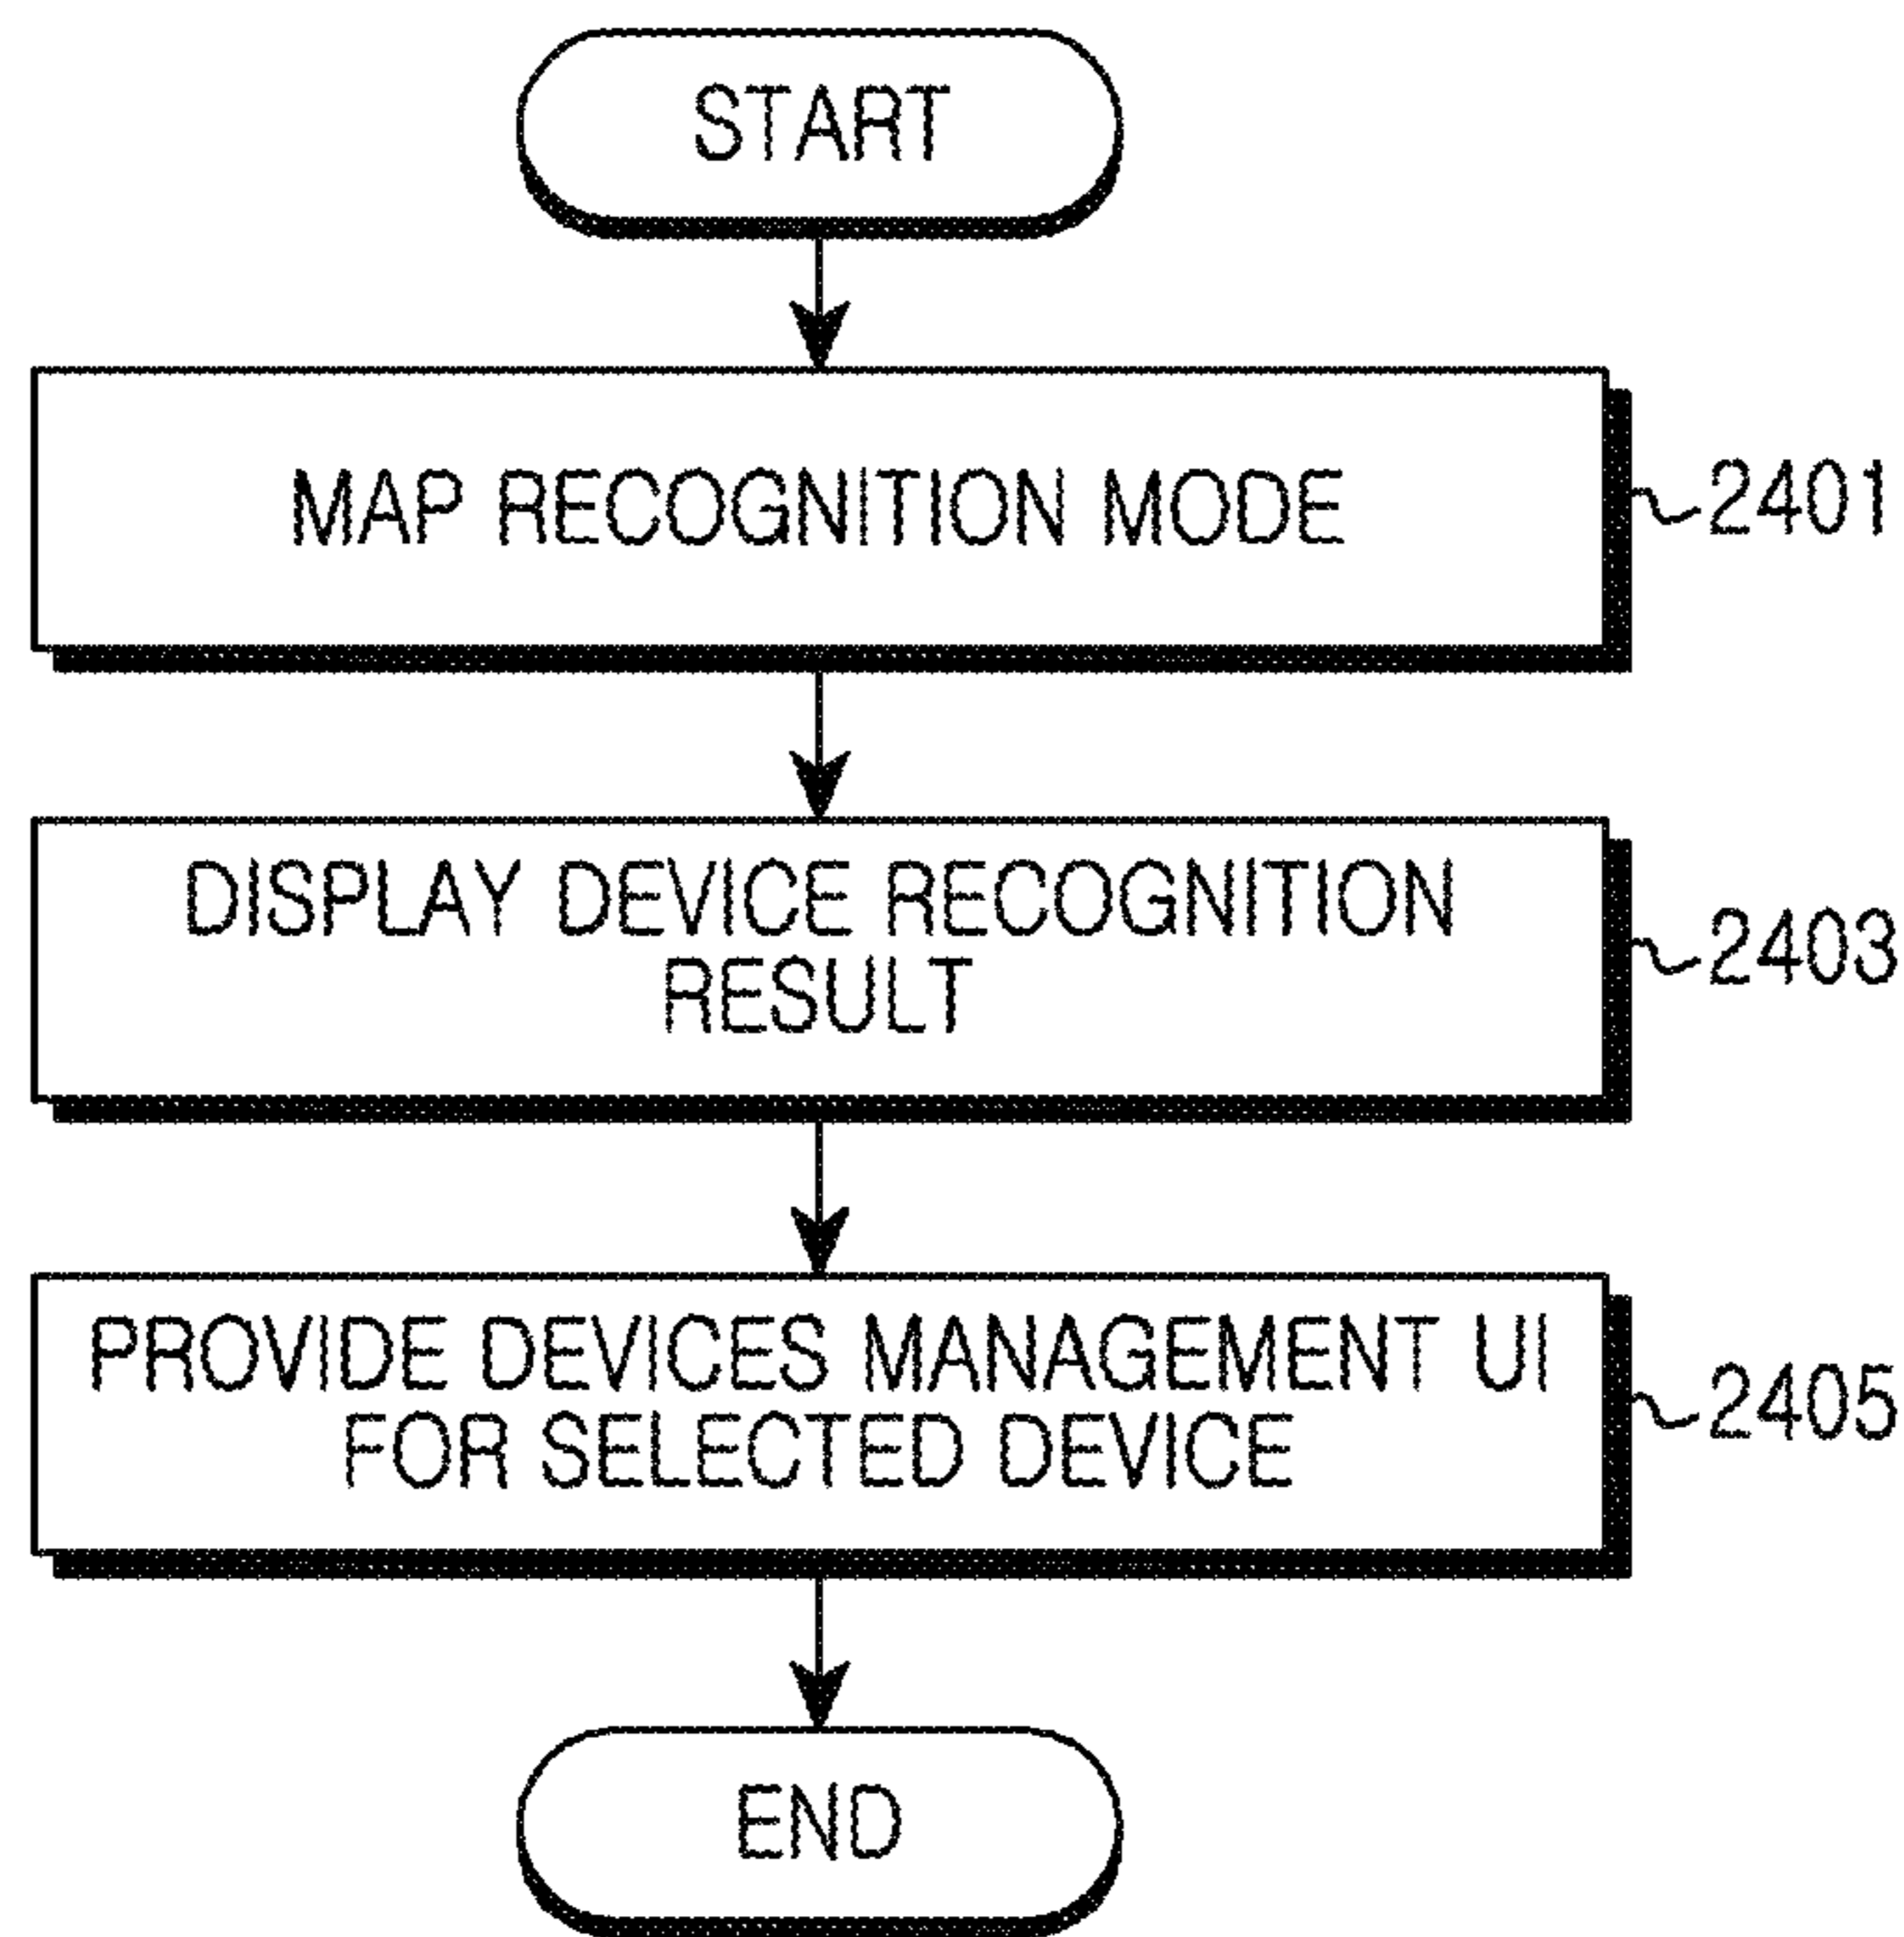 START
MAP RECOGNITION MODE
2401
DISPLAY DEVICE RECOGNITION
RESULT
2403
PROVIDE DEVICES MANAGEMENT UI
FOR SELECTED DEVICE
2405
END